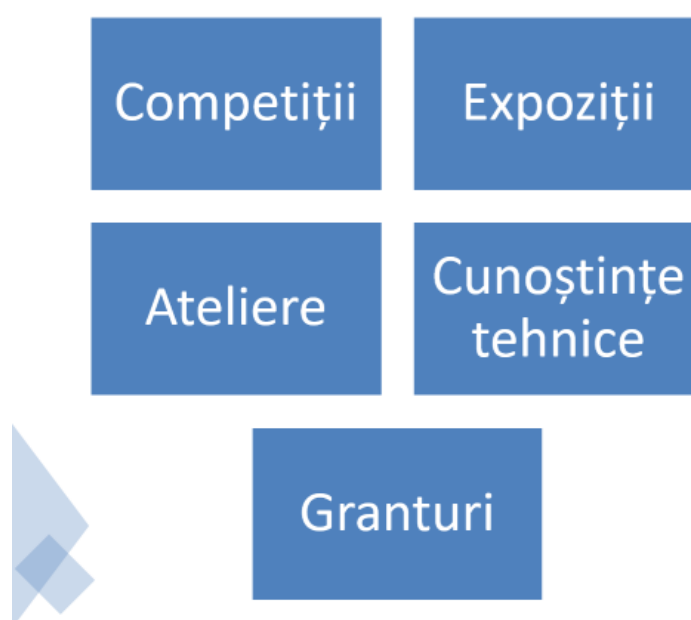 Competiții
Expoziții
Ateliere
Cunoștințe
tehnice
Granturi